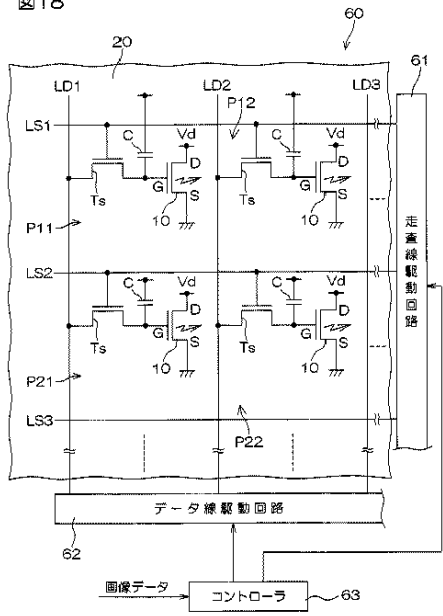 図18
60
20
61
LD1 LD2 LD3
P12
LS1
C Vd C Vd
D D
G G
S S
Ts 10 Ts 10
P11
走査線駆動回路
LS2
C Vd C Vd
D D
G G
S S
Ts 10 Ts 10
P21
P22
LS3
データ線駆動回路
62
画像データ
コントローラ
63